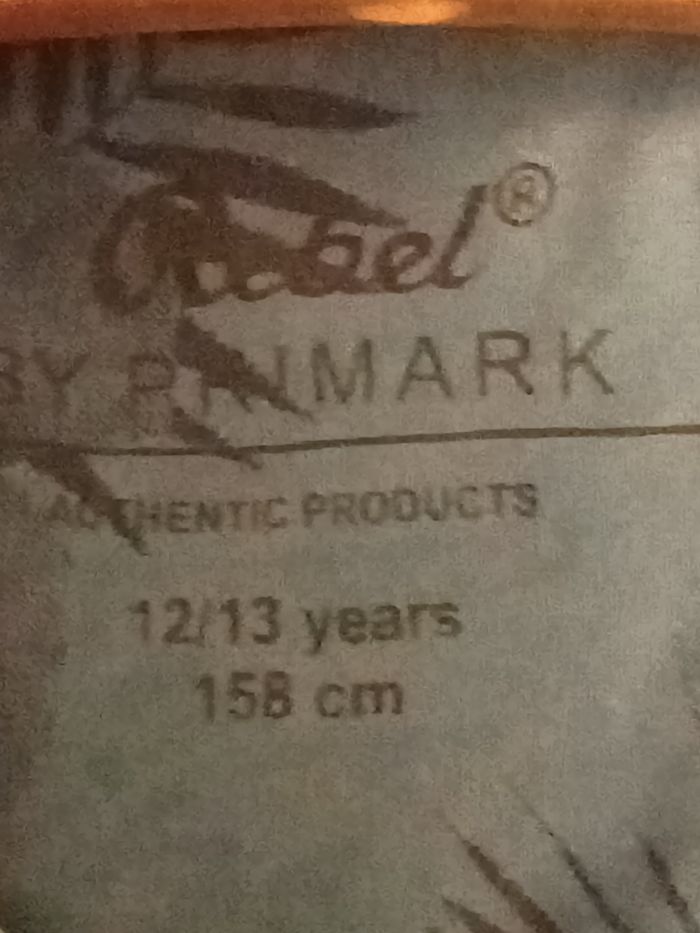 Rebel®
BY PRIMARK
AUTHENTIC PRODUCTS
12/13 years
158 cm